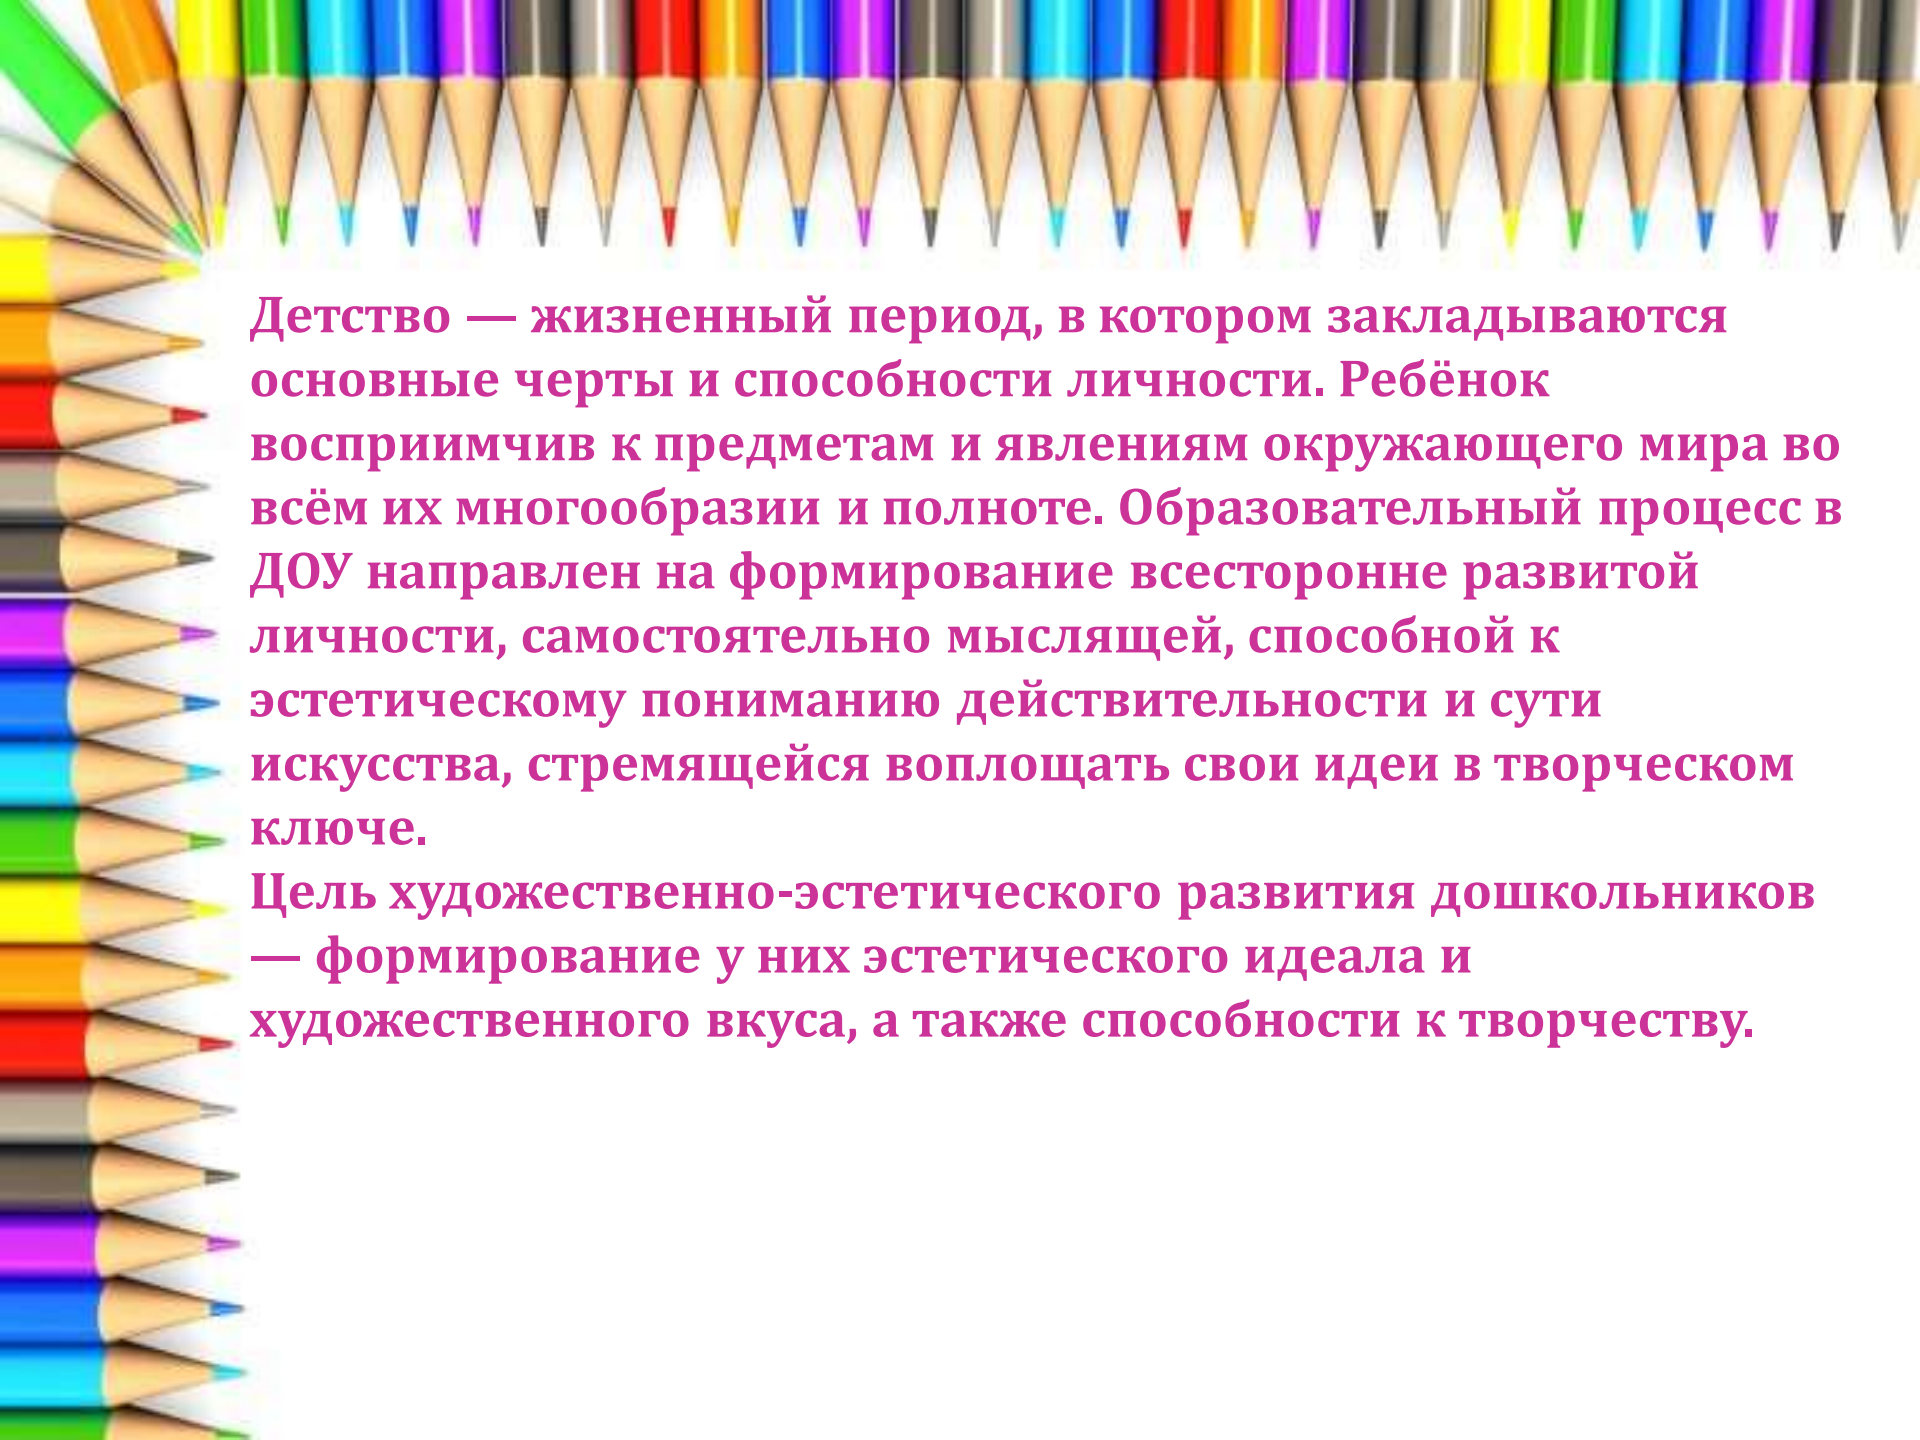 Детство — жизненный период, в котором закладываются
основные черты и способности личности. Ребёнок
восприимчив к предметам и явлениям окружающего мира во
всём их многообразии и полноте. Образовательный процесс в
ДОУ направлен на формирование всесторонне развитой
личности, самостоятельно мыслящей, способной к
эстетическому пониманию действительности и сути
искусства, стремящейся воплощать свои идеи в творческом
ключе.
Цель художественно-эстетического развития дошкольников
— формирование у них эстетического идеала и
художественного вкуса, а также способности к творчеству.